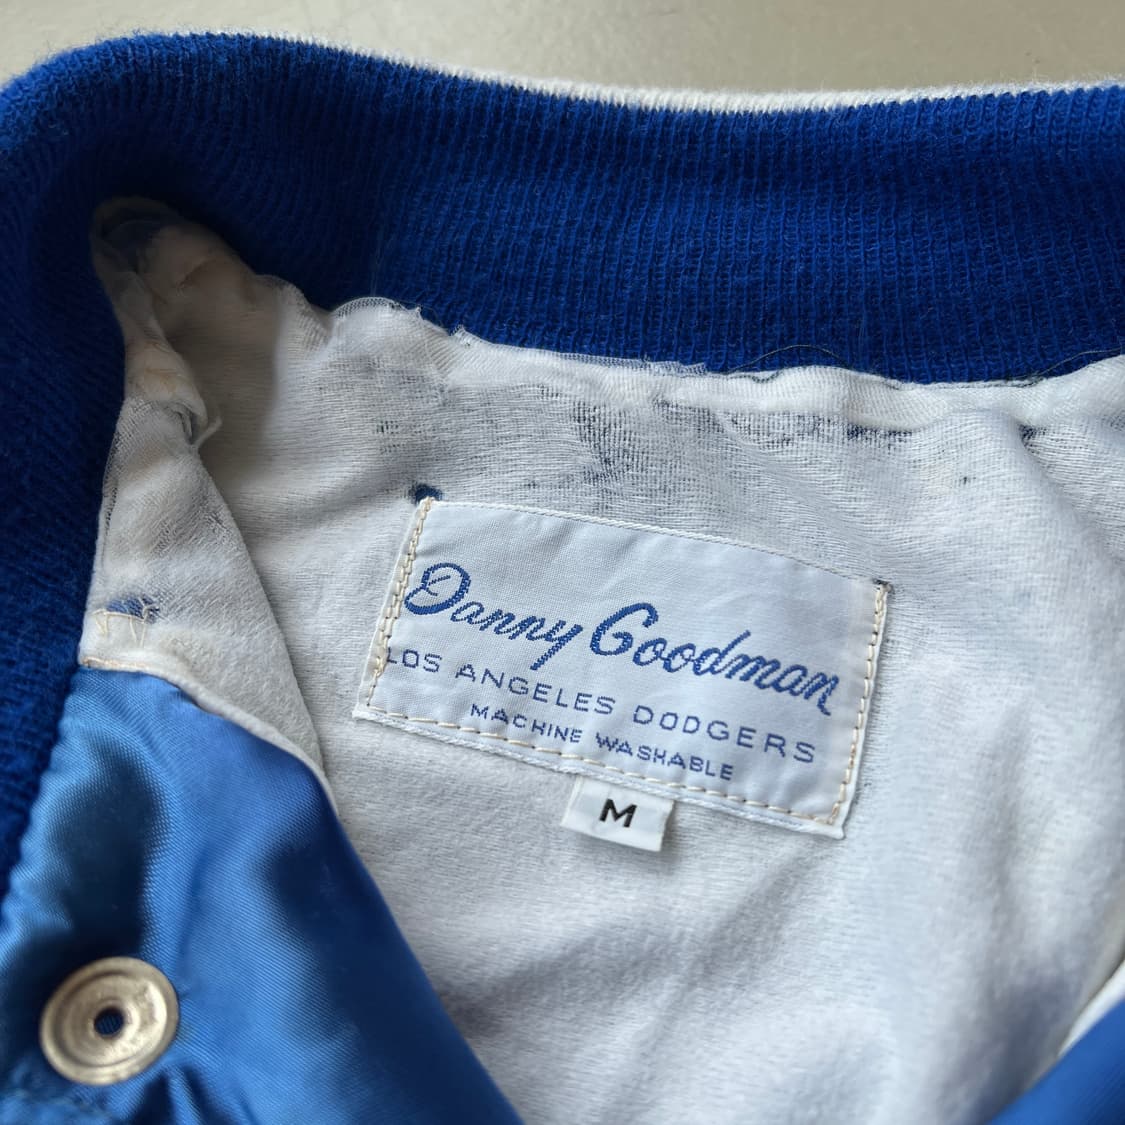 Danny Goodman
LOS ANGELES DODGERS
MACHINE WASHABLE
M